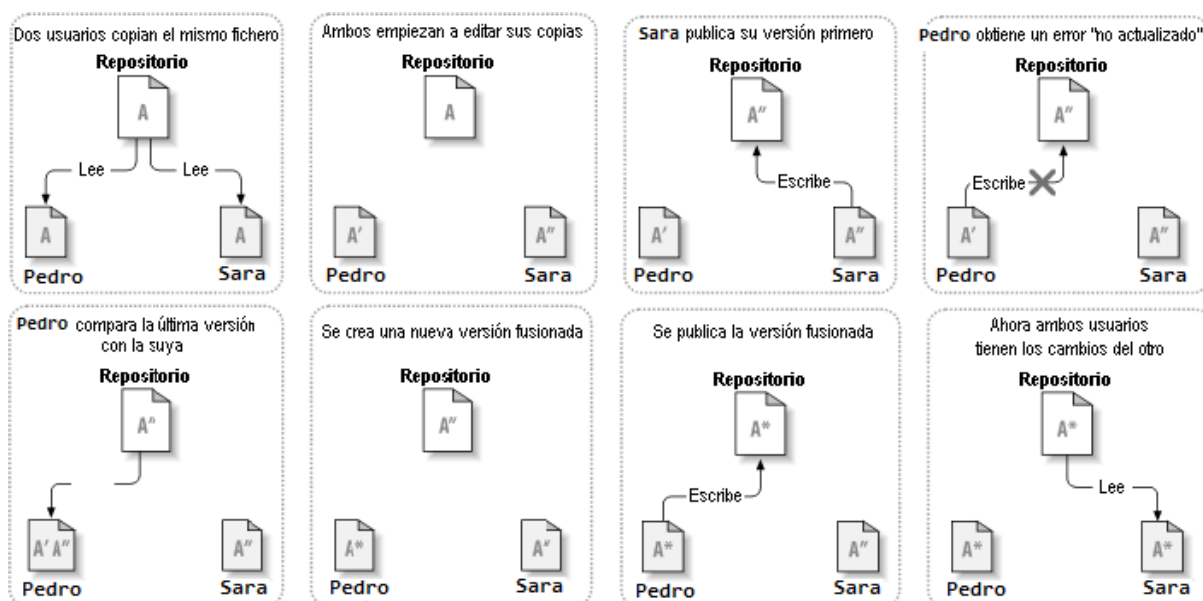 Dos usuarios copian el mismo fichero
Repositorio
A
Lee
Lee
A
A
Pedro
Sara
Ambos empiezan a editar sus copias
Repositorio
A
A'
A"
Pedro
Sara
Sara publica su versión primero
Repositorio
A"
Escribe
A'
A"
Pedro
Sara
Pedro obtiene un error "no actualizado"
Repositorio
A"
Escribe
A'
A"
Pedro
Sara
Pedro compara la última versión
con la suya
Repositorio
A"
A' A"
A"
Pedro
Sara
Se crea una nueva versión fusionada
Repositorio
A"
A*
A"
Pedro
Sara
Se publica la versión fusionada
Repositorio
A*
Escribe
A*
A"
Pedro
Sara
Ahora ambos usuarios
tienen los cambios del otro
Repositorio
A*
Lee
A*
A*
Pedro
Sara